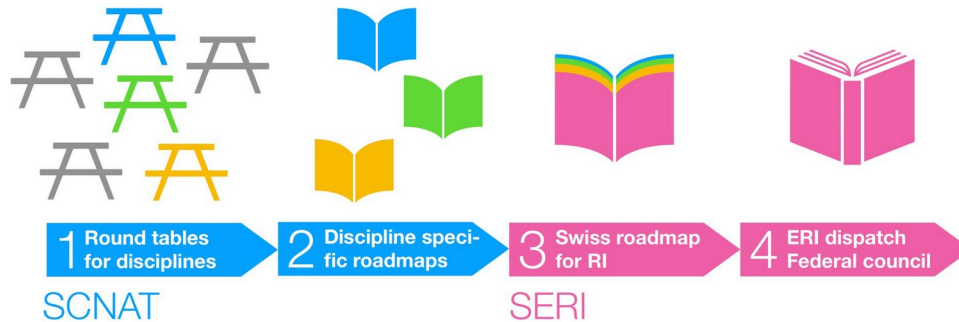 1 Round tables
for disciplines
2 Discipline speci-
fic roadmaps
3 Swiss roadmap
for RI
4 ERI dispatch
Federal council
SCNAT
SERI